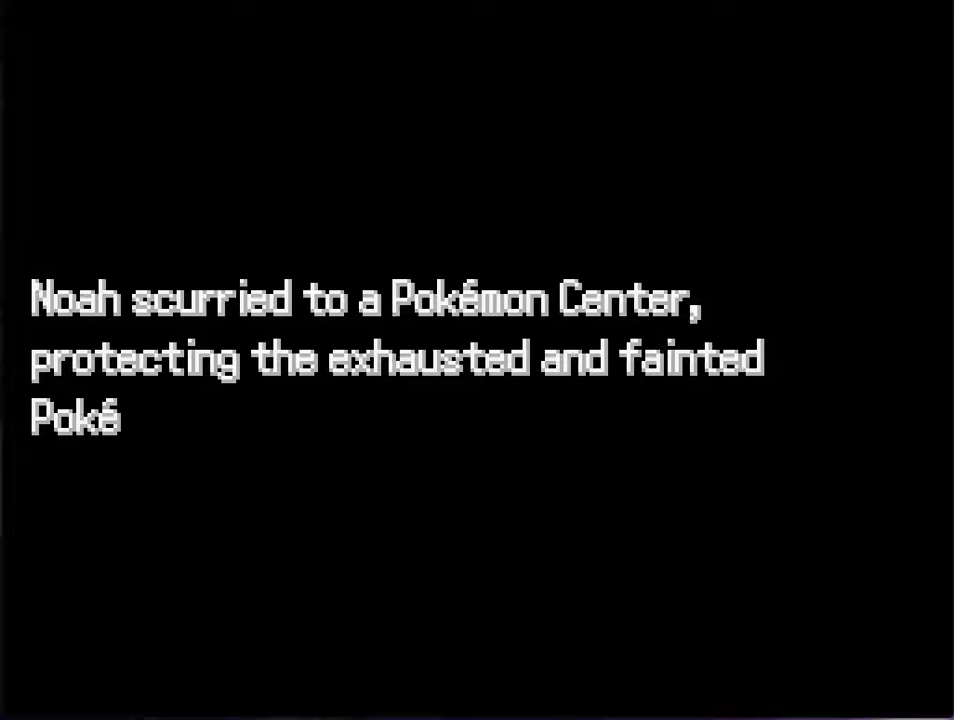 Noah scurried to a Pokémon Center,
protecting the exhausted and fainted
Poké